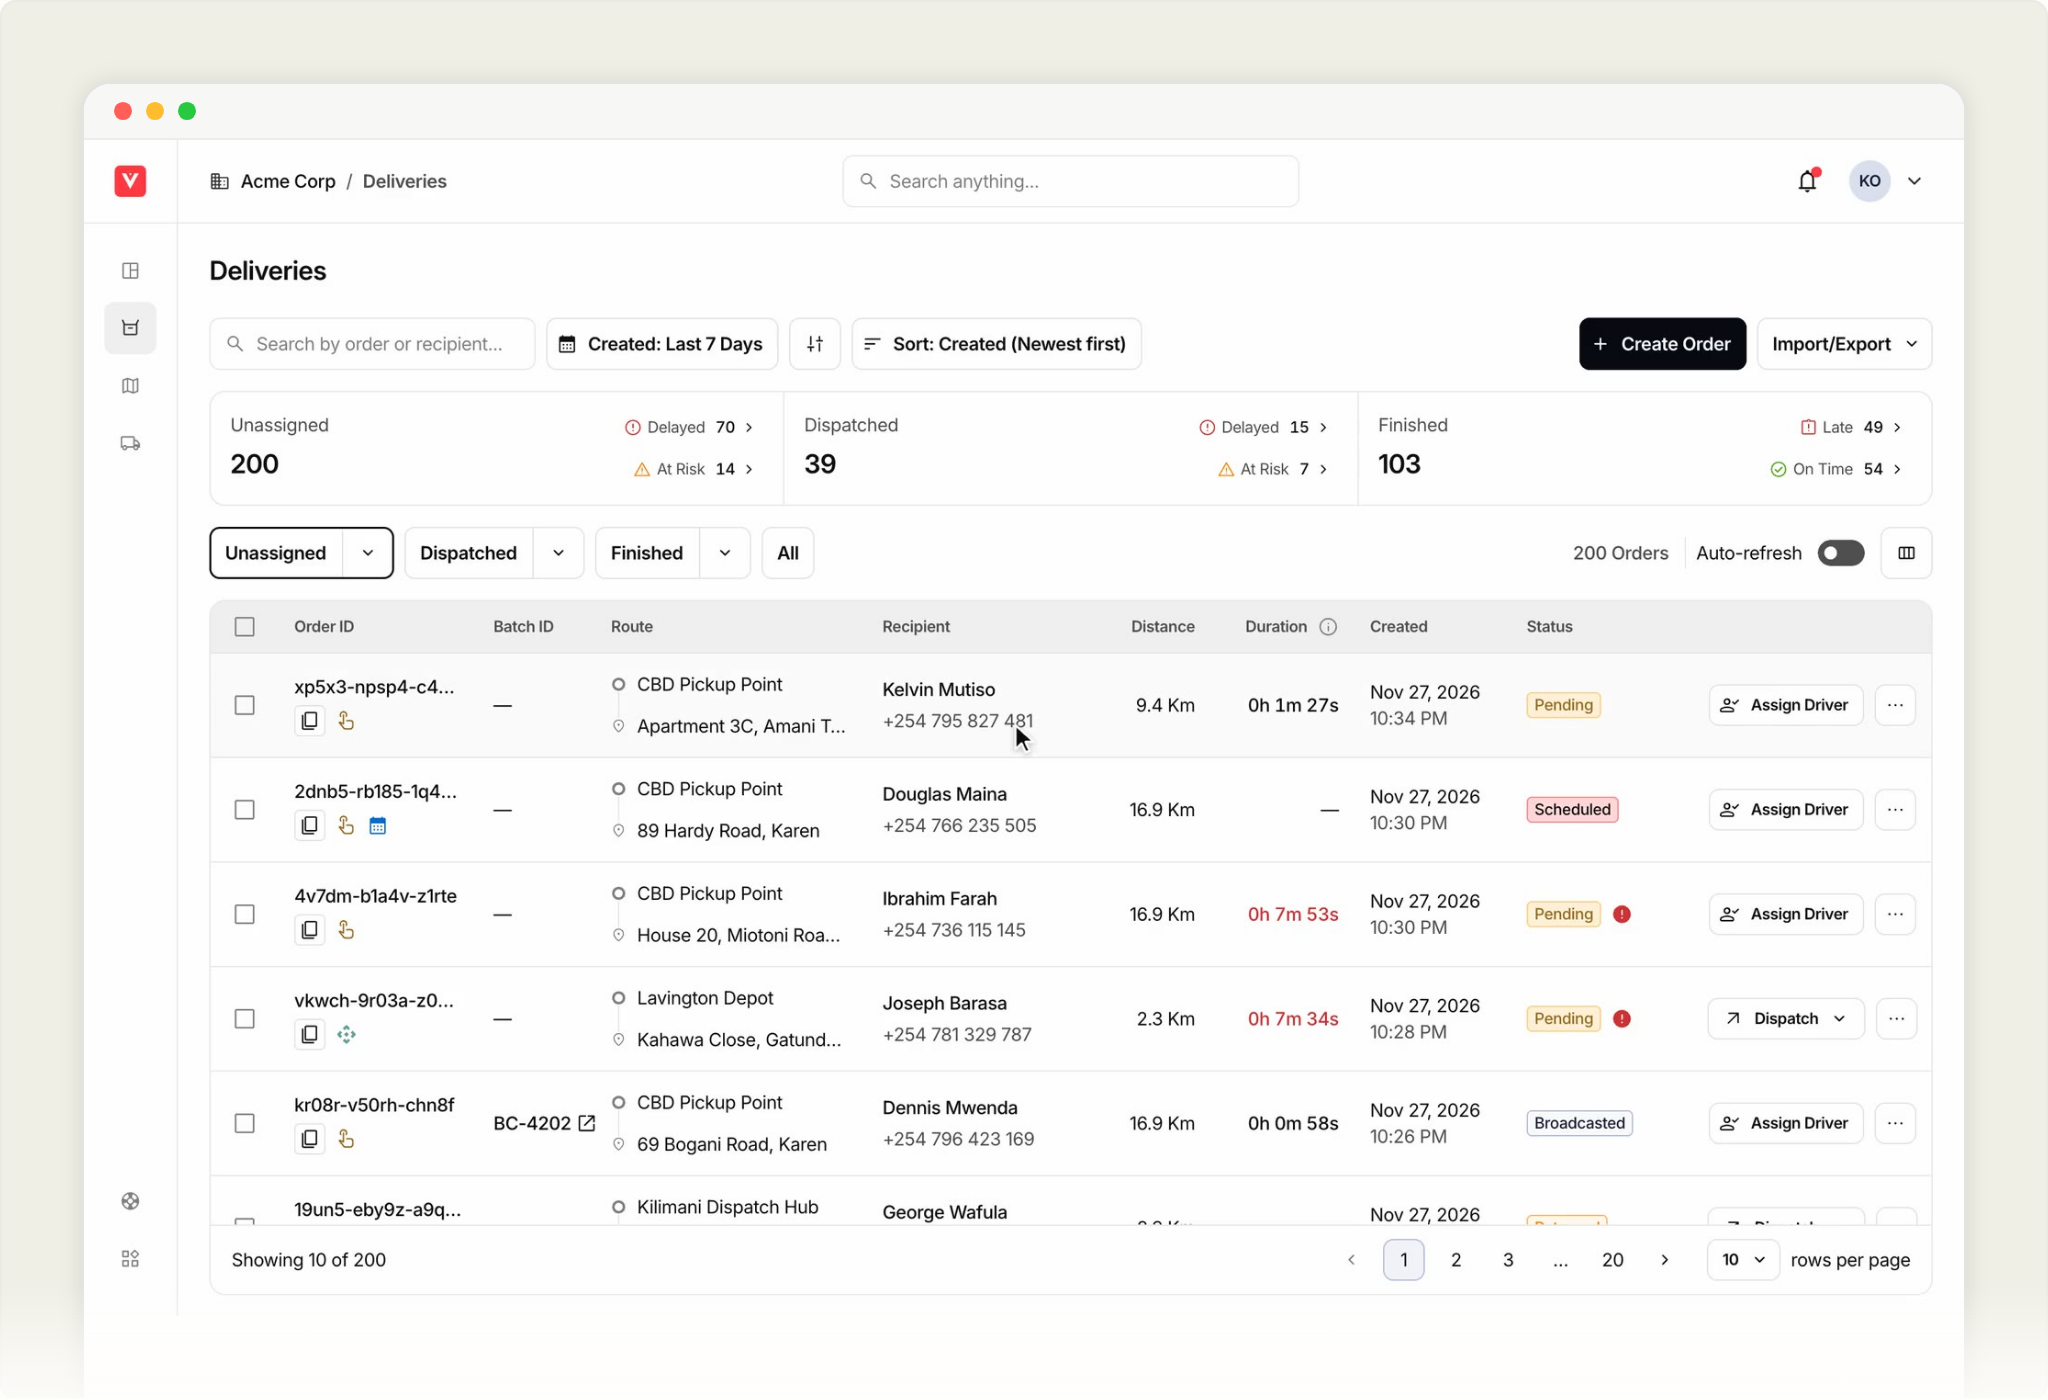 Acme Corp / Deliveries
Search anything...
KO
Deliveries
Search by order or recipient...
Created: Last 7 Days
Sort: Created (Newest first)
+ Create Order
Import/Export
Unassigned
200
Delayed 70
At Risk 14
Dispatched
39
Delayed 15
At Risk 7
Finished
103
Late 49
On Time 54
Unassigned
Dispatched
Finished
All
200 Orders
Auto-refresh
Order ID Batch ID Route Recipient Distance Duration Created Status
xp5x3-npsp4-c4...
—
CBD Pickup Point
Apartment 3C, Amani T...
Kelvin Mutiso
+254 795 827 481
9.4 Km
0h 1m 27s
Nov 27, 2026
10:34 PM
Pending
Assign Driver
2dnb5-rb185-1q4...
—
CBD Pickup Point
89 Hardy Road, Karen
Douglas Maina
+254 766 235 505
16.9 Km
—
Nov 27, 2026
10:30 PM
Scheduled
Assign Driver
4v7dm-b1a4v-z1rte
—
CBD Pickup Point
House 20, Miotoni Roa...
Ibrahim Farah
+254 736 115 145
16.9 Km
0h 7m 53s
Nov 27, 2026
10:30 PM
Pending
Assign Driver
vkwch-9r03a-z0...
—
Lavington Depot
Kahawa Close, Gatund...
Joseph Barasa
+254 781 329 787
2.3 Km
0h 7m 34s
Nov 27, 2026
10:28 PM
Pending
Dispatch
kr08r-v50rh-chn8f
BC-4202
CBD Pickup Point
69 Bogani Road, Karen
Dennis Mwenda
+254 796 423 169
16.9 Km
0h 0m 58s
Nov 27, 2026
10:26 PM
Broadcasted
Assign Driver
19un5-eby9z-a9q...
Kilimani Dispatch Hub
George Wafula
Nov 27, 2026
Showing 10 of 200
1 2 3 ... 20
10 rows per page